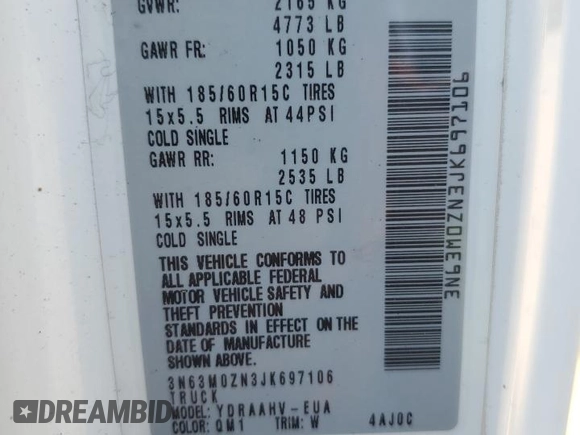 GVWR: 2165 KG
4773 LB
GAWR FR: 1050 KG
2315 LB
WITH 185/60R15C TIRES
15x5.5 RIMS AT 44PSI
COLD SINGLE
GAWR RR: 1150 KG
2535 LB
WITH 185/60R15C TIRES
15x5.5 RIMS AT 48 PSI
COLD SINGLE
THIS VEHICLE CONFORMS TO
ALL APPLICABLE FEDERAL
MOTOR VEHICLE SAFETY AND
THEFT PREVENTION
STANDARDS IN EFFECT ON THE
DATE OF MANUFACTURE
SHOWN ABOVE.
3N63M0ZN3JK697106
TRUCK
MODEL: YDRAAHV-EUA
COLOR: QM1 TRIM: W 4AJ0C
3N63M0ZN3JK697106
BIDHISTORY